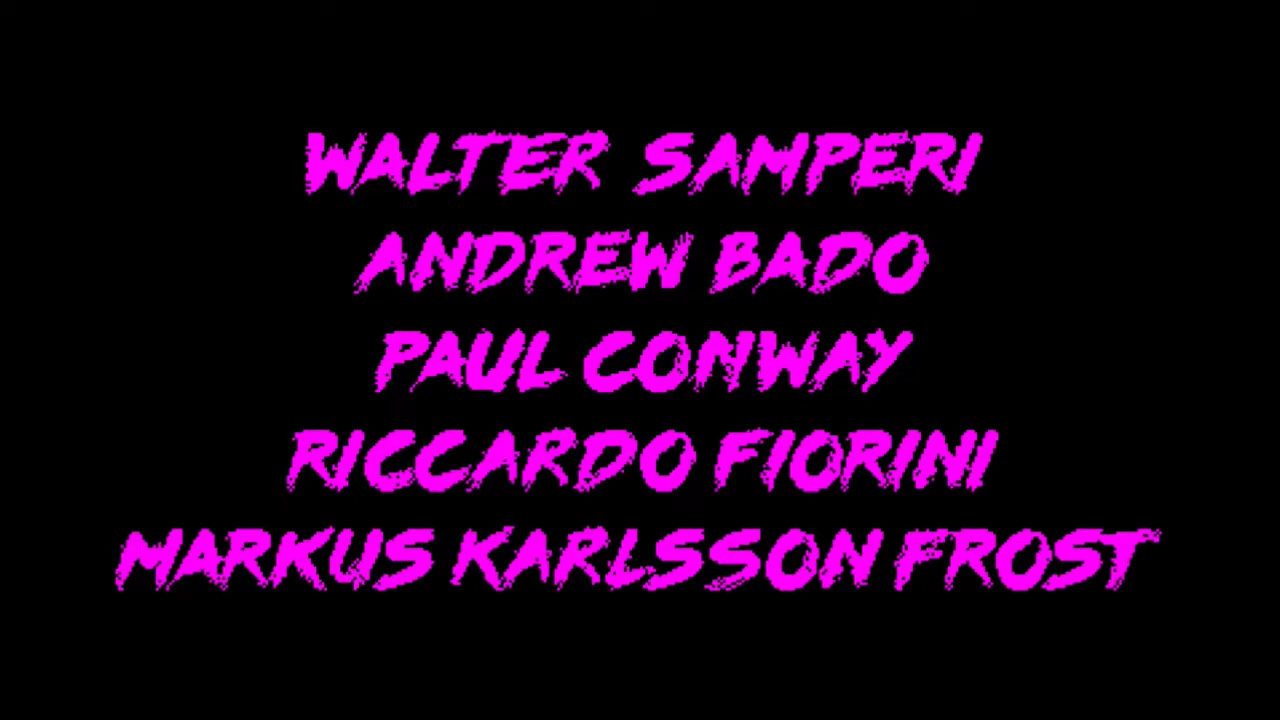 WALTER SAMPERI
ANDREW BADO
PAUL CONWAY
RICCARDO FIORINI
MARKUS KARLSSON FROST